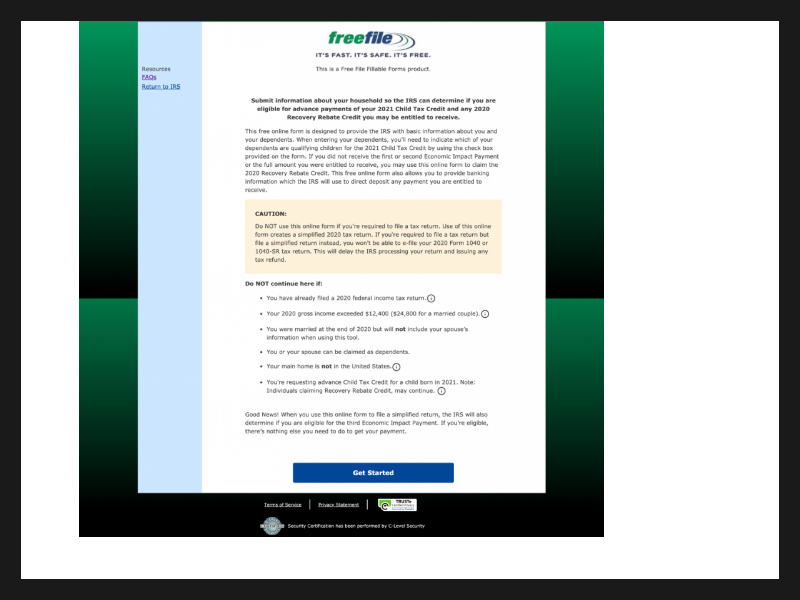 freefile
IT'S FAST. IT'S SAFE. IT'S FREE.
This is a Free File Fillable Forms product.
Resources
FAQs
Return to IRS
Submit information about your household so the IRS can determine if you are
eligible for advance payments of your 2021 Child Tax Credit and any 2020
Recovery Rebate Credit you may be entitled to receive.
This free online form is designed to provide the IRS with basic information about you and
your dependents. When entering your dependents, you'll need to indicate which of your
dependents are qualifying children for the 2021 Child Tax Credit by using the check box
provided on the form. If you did not receive the first or second Economic Impact Payment
or the full amount you were entitled to receive, you may use this online form to claim the
2020 Recovery Rebate Credit. This free online form also allows you to provide banking
information which the IRS will use to direct deposit any payment you are entitled to
receive.
CAUTION:
Do NOT use this online form if you're required to file a tax return. Use of this online
form creates a simplified 2020 tax return. If you're required to file a tax return but
file a simplified return instead, you won't be able to e-file your 2020 Form 1040 or
1040-SR tax return. This will delay the IRS processing your return and issuing any
tax refund.
Do NOT continue here if:
• You have already filed a 2020 federal income tax return.
• Your 2020 gross income exceeded $12,400 ($24,800 for a married couple).
• You were married at the end of 2020 but will not include your spouse's
information when using this tool.
• You or your spouse can be claimed as dependents.
• Your main home is not in the United States.
• You're requesting advance Child Tax Credit for a child born in 2021. Note:
Individuals claiming Recovery Rebate Credit, may continue.
Good News! When you use this online form to file a simplified return, the IRS will also
determine if you are eligible for the third Economic Impact Payment. If you're eligible,
there's nothing else you need to do to get your payment.
Get Started
Terms of Service | Privacy Statement |
TRUSTe
Security Certification has been performed by C-Level Security